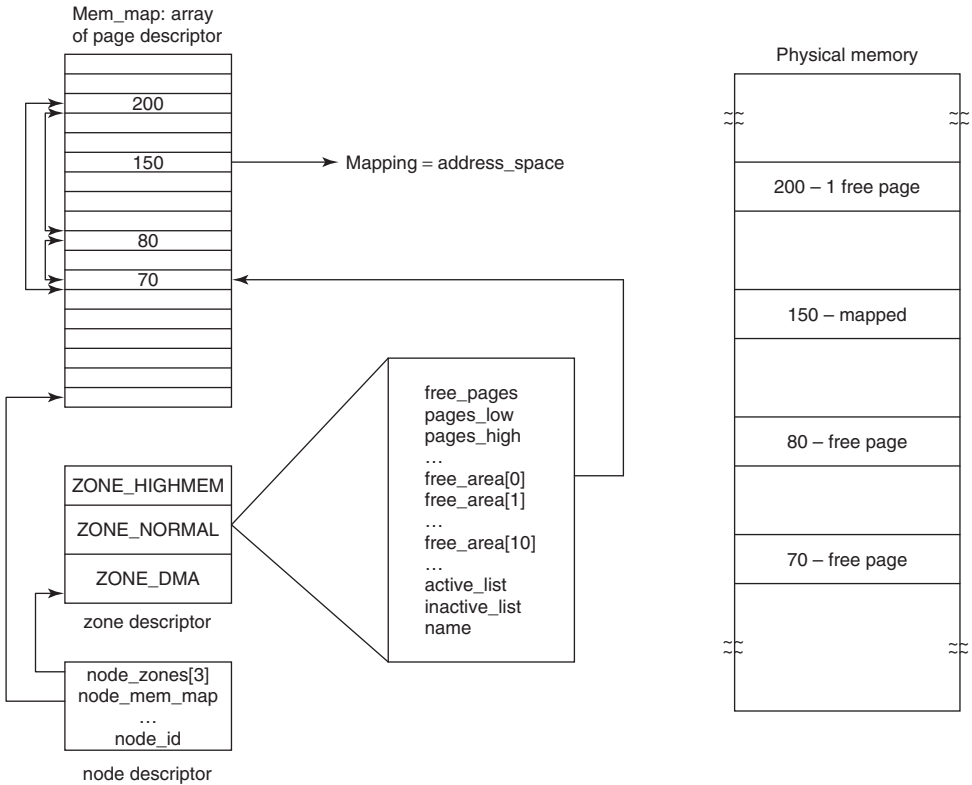 Mem_map: array
of page descriptor
200
150
80
70
Mapping = address_space
free_pages
pages_low
pages_high
…
free_area[0]
free_area[1]
…
free_area[10]
…
active_list
inactive_list
name
ZONE_HIGHMEM
ZONE_NORMAL
ZONE_DMA
zone descriptor
node_zones[3]
node_mem_map
…
node_id
node descriptor
Physical memory
200 – 1 free page
150 – mapped
80 – free page
70 – free page